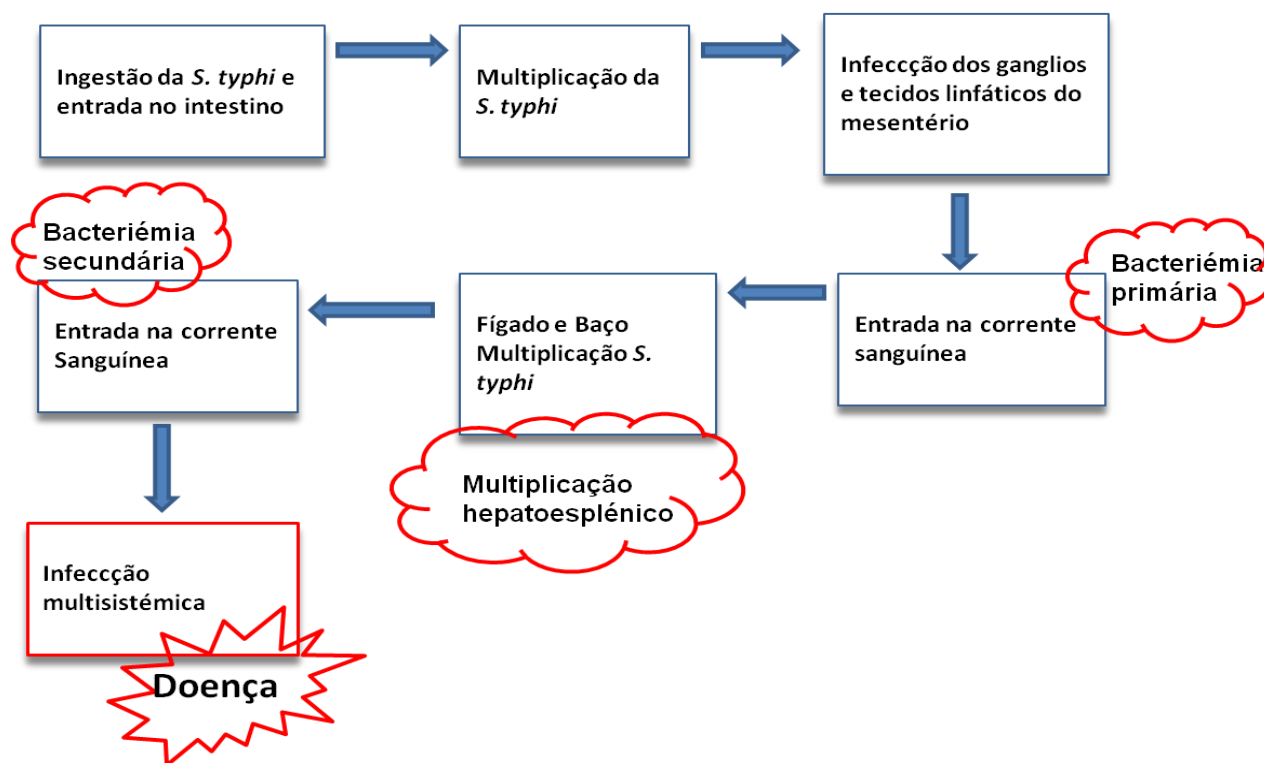 Ingestão da S. typhi e
entrada no intestino
Multiplicação da
S. typhi
Infeccção dos ganglios
e tecidos linfáticos do
mesentério
Bacteriémia
primária
Entrada na corrente
sanguínea
Fígado e Baço
Multiplicação S.
typhi
Multiplicação
hepatoesplénico
Bacteriémia
secundária
Entrada na corrente
Sanguínea
Infeccção
multisistémica
Doença